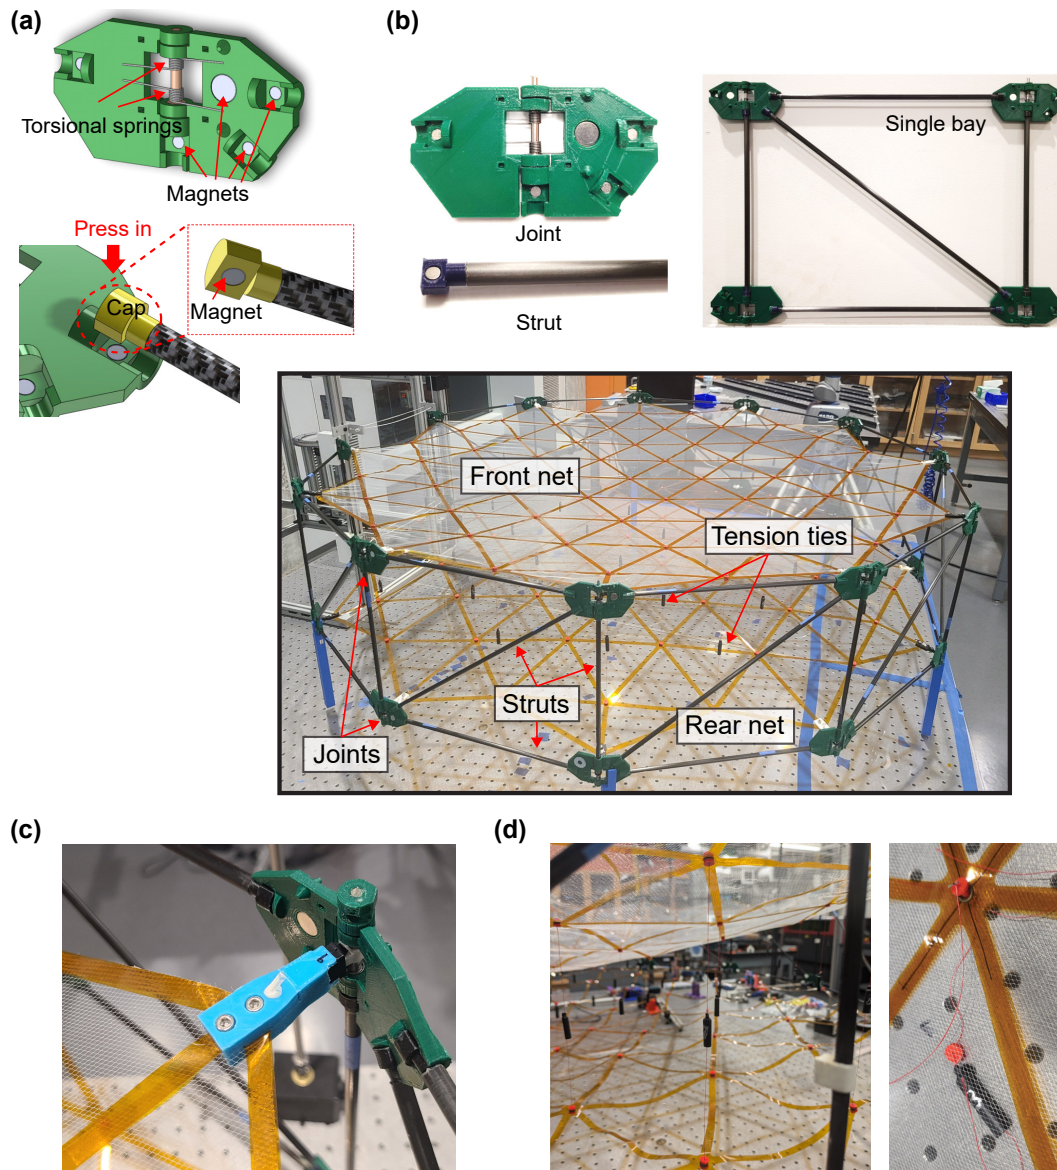 (a)
Torsional springs
Magnets
Press in
Cap
Magnet
(b)
Joint
Strut
Single bay
Front net
Tension ties
Struts
Rear net
Joints
(c)
(d)